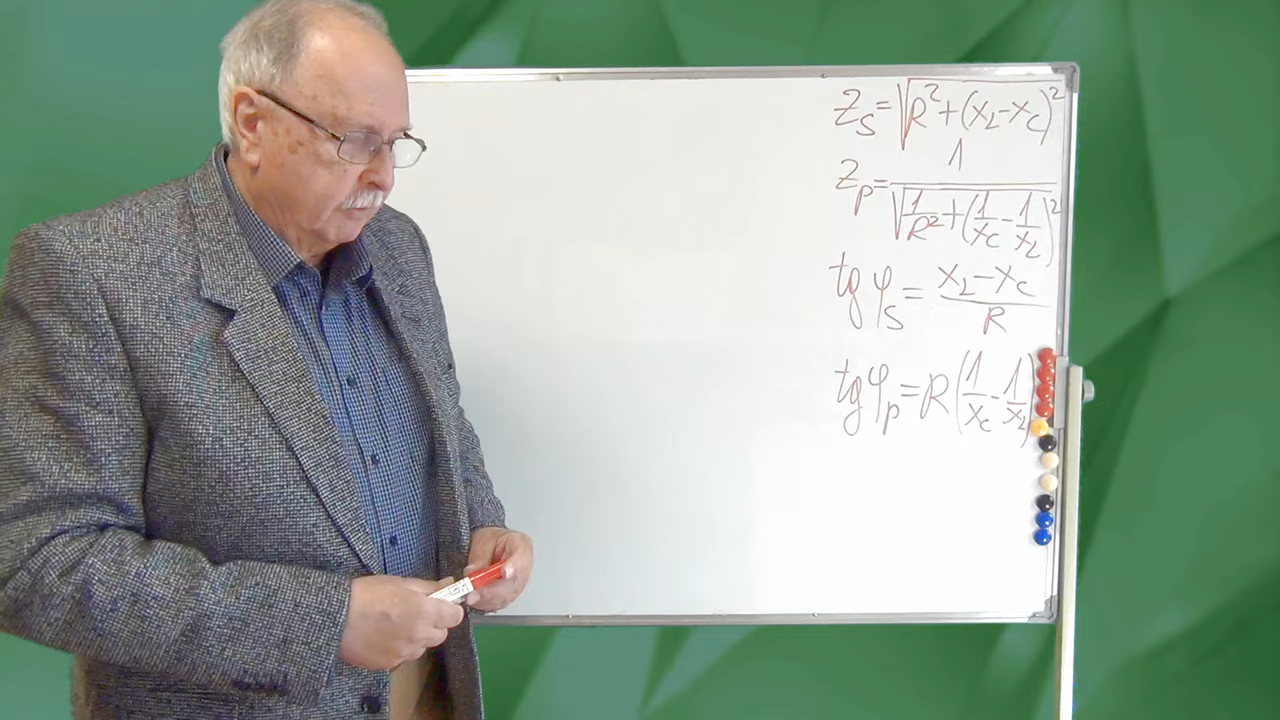 Z_S = √(R² + (X_L - X_C)²)
Z_P = 1 / √(1/R² + (1/X_C - 1/X_L)²)
tg φ_S = (X_L - X_C) / R
tg φ_P = R (1/X_C - 1/X_L)